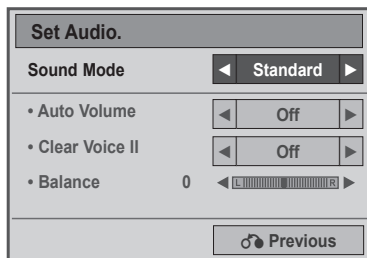 Set Audio.
Sound Mode ◀ Standard ▶
• Auto Volume ◀ Off ▶
• Clear Voice II ◀ Off ▶
• Balance 0 ◀ L R ▶
Previous